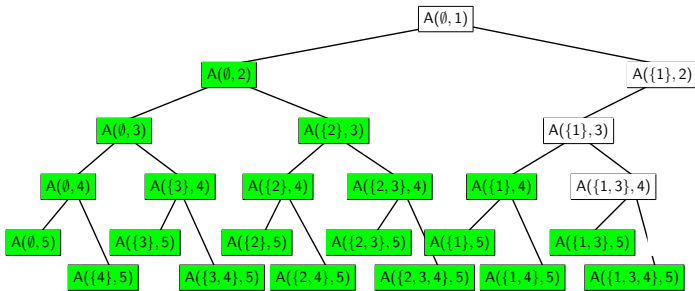 A(∅, 1)
A(∅, 2)
A({1}, 2)
A(∅, 3)
A({2}, 3)
A({1}, 3)
A(∅, 4)
A({3}, 4)
A({2}, 4)
A({2, 3}, 4)
A({1}, 4)
A({1, 3}, 4)
A(∅, 5)
A({3}, 5)
A({2}, 5)
A({2, 3}, 5)
A({1}, 5)
A({1, 3}, 5)
A({4}, 5)
A({3, 4}, 5)
A({2, 4}, 5)
A({2, 3, 4}, 5)
A({1, 4}, 5)
A({1, 3, 4}, 5)